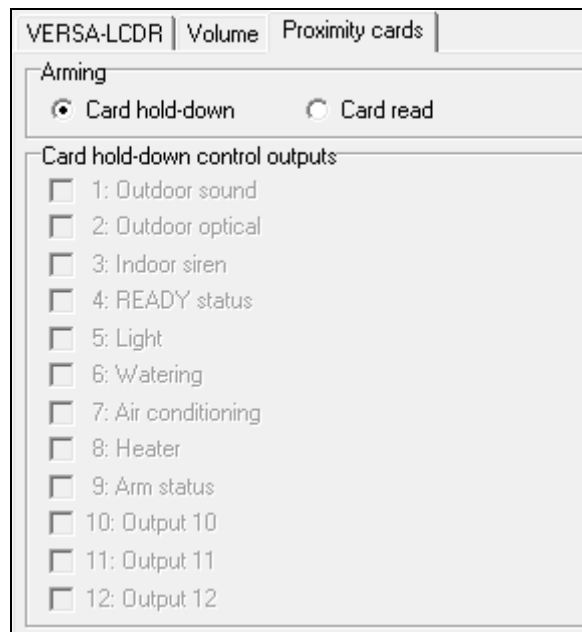 VERSA-LCDR Volume Proximity cards
Arming
Card hold-down Card read
Card hold-down control outputs
1: Outdoor sound
2: Outdoor optical
3: Indoor siren
4: READY status
5: Light
6: Watering
7: Air conditioning
8: Heater
9: Arm status
10: Output 10
11: Output 11
12: Output 12